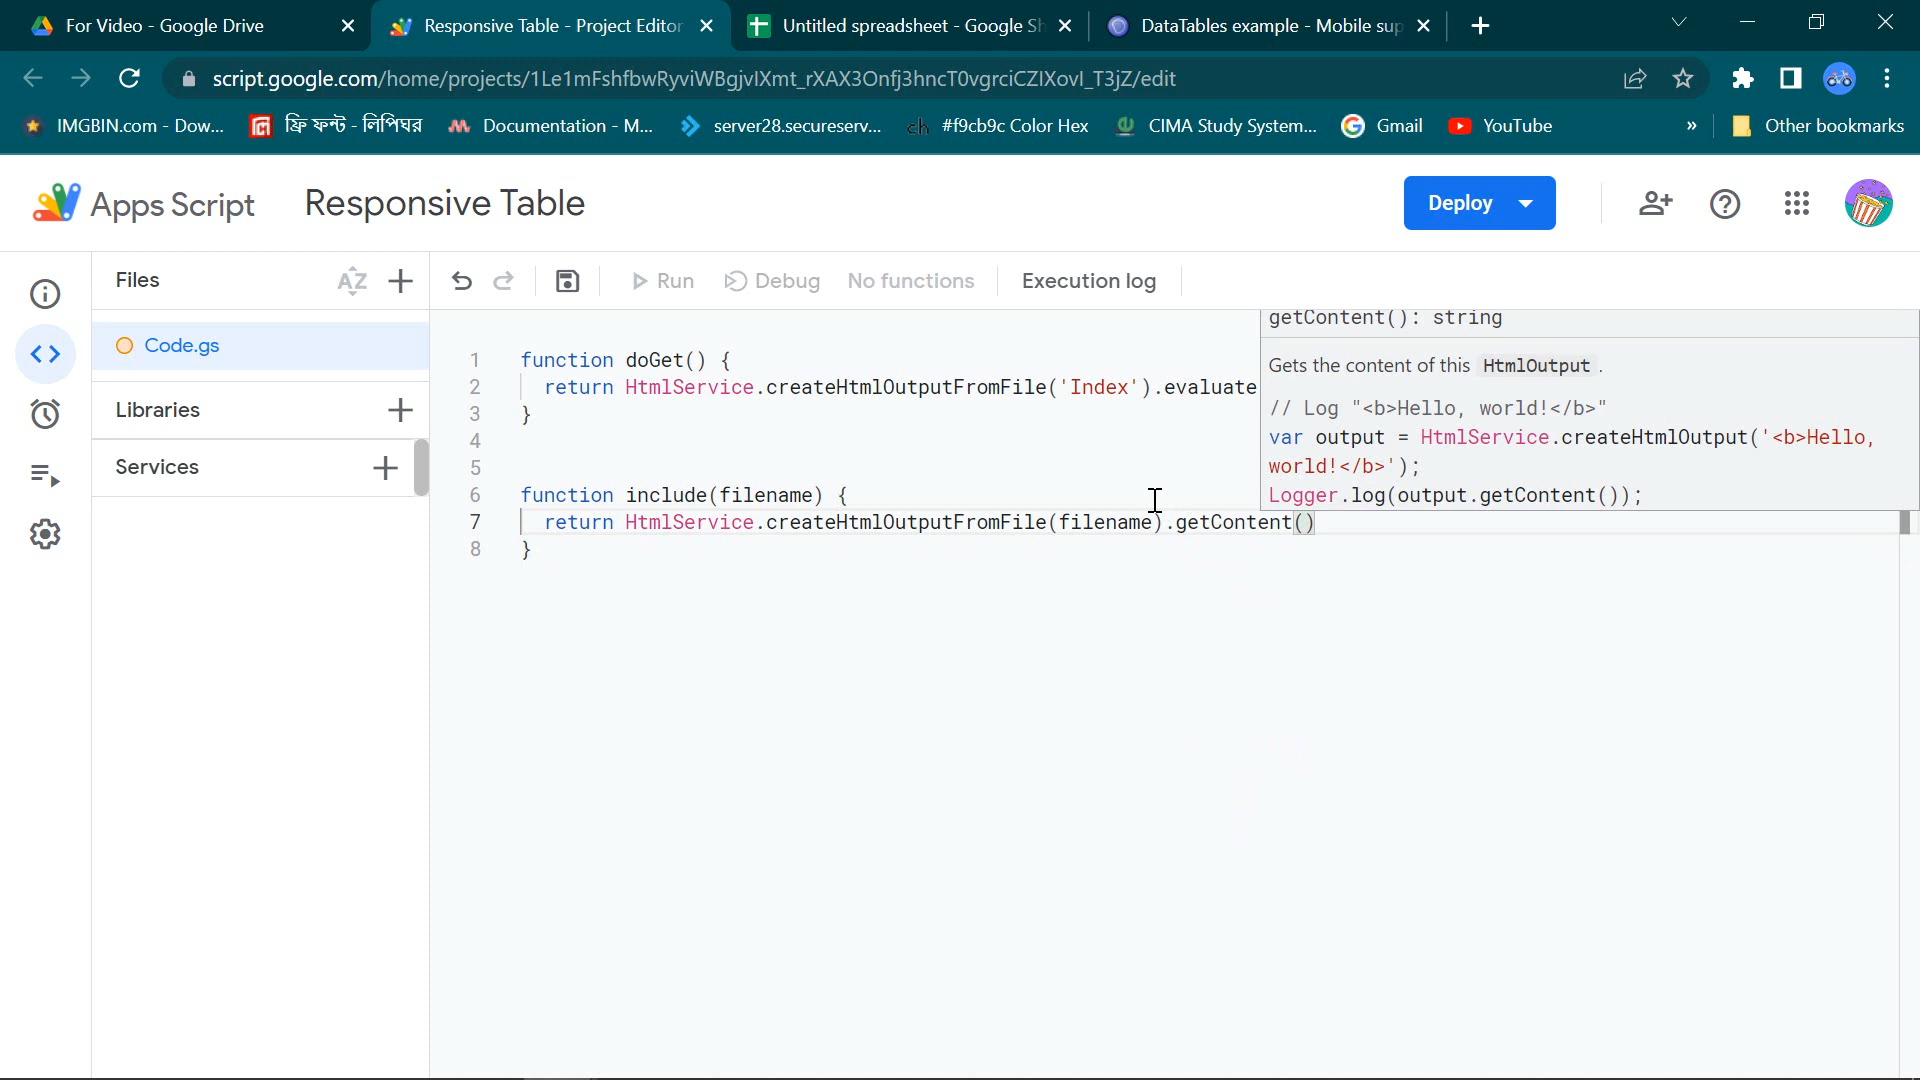 For Video - Google Drive
Responsive Table - Project Editor
Untitled spreadsheet - Google Sh
DataTables example - Mobile sup
script.google.com/home/projects/1Le1mFshfbwRyviWBgjvIXmt_rXAX3Onfj3hncT0vgrciCZIXovI_T3jZ/edit
IMGBIN.com - Dow...
ফ্রি ফন্ট - লিপিঘর
Documentation - M...
server28.secureserv...
ch #f9cb9c Color Hex
CIMA Study System...
Gmail
YouTube
»
Other bookmarks
Apps Script
Responsive Table
Deploy
Files
AZ
Run
Debug
No functions
Execution log
Code.gs
Libraries
Services
1 function doGet() {
2 return HtmlService.createHtmlOutputFromFile('Index').evaluate
3 }
4
5
6 function include(filename) {
7 return HtmlService.createHtmlOutputFromFile(filename).getContent()
8 }
getContent(): string
Gets the content of this HtmlOutput .
// Log "<b>Hello, world!</b>"
var output = HtmlService.createHtmlOutput('<b>Hello,
world!</b>');
Logger.log(output.getContent());